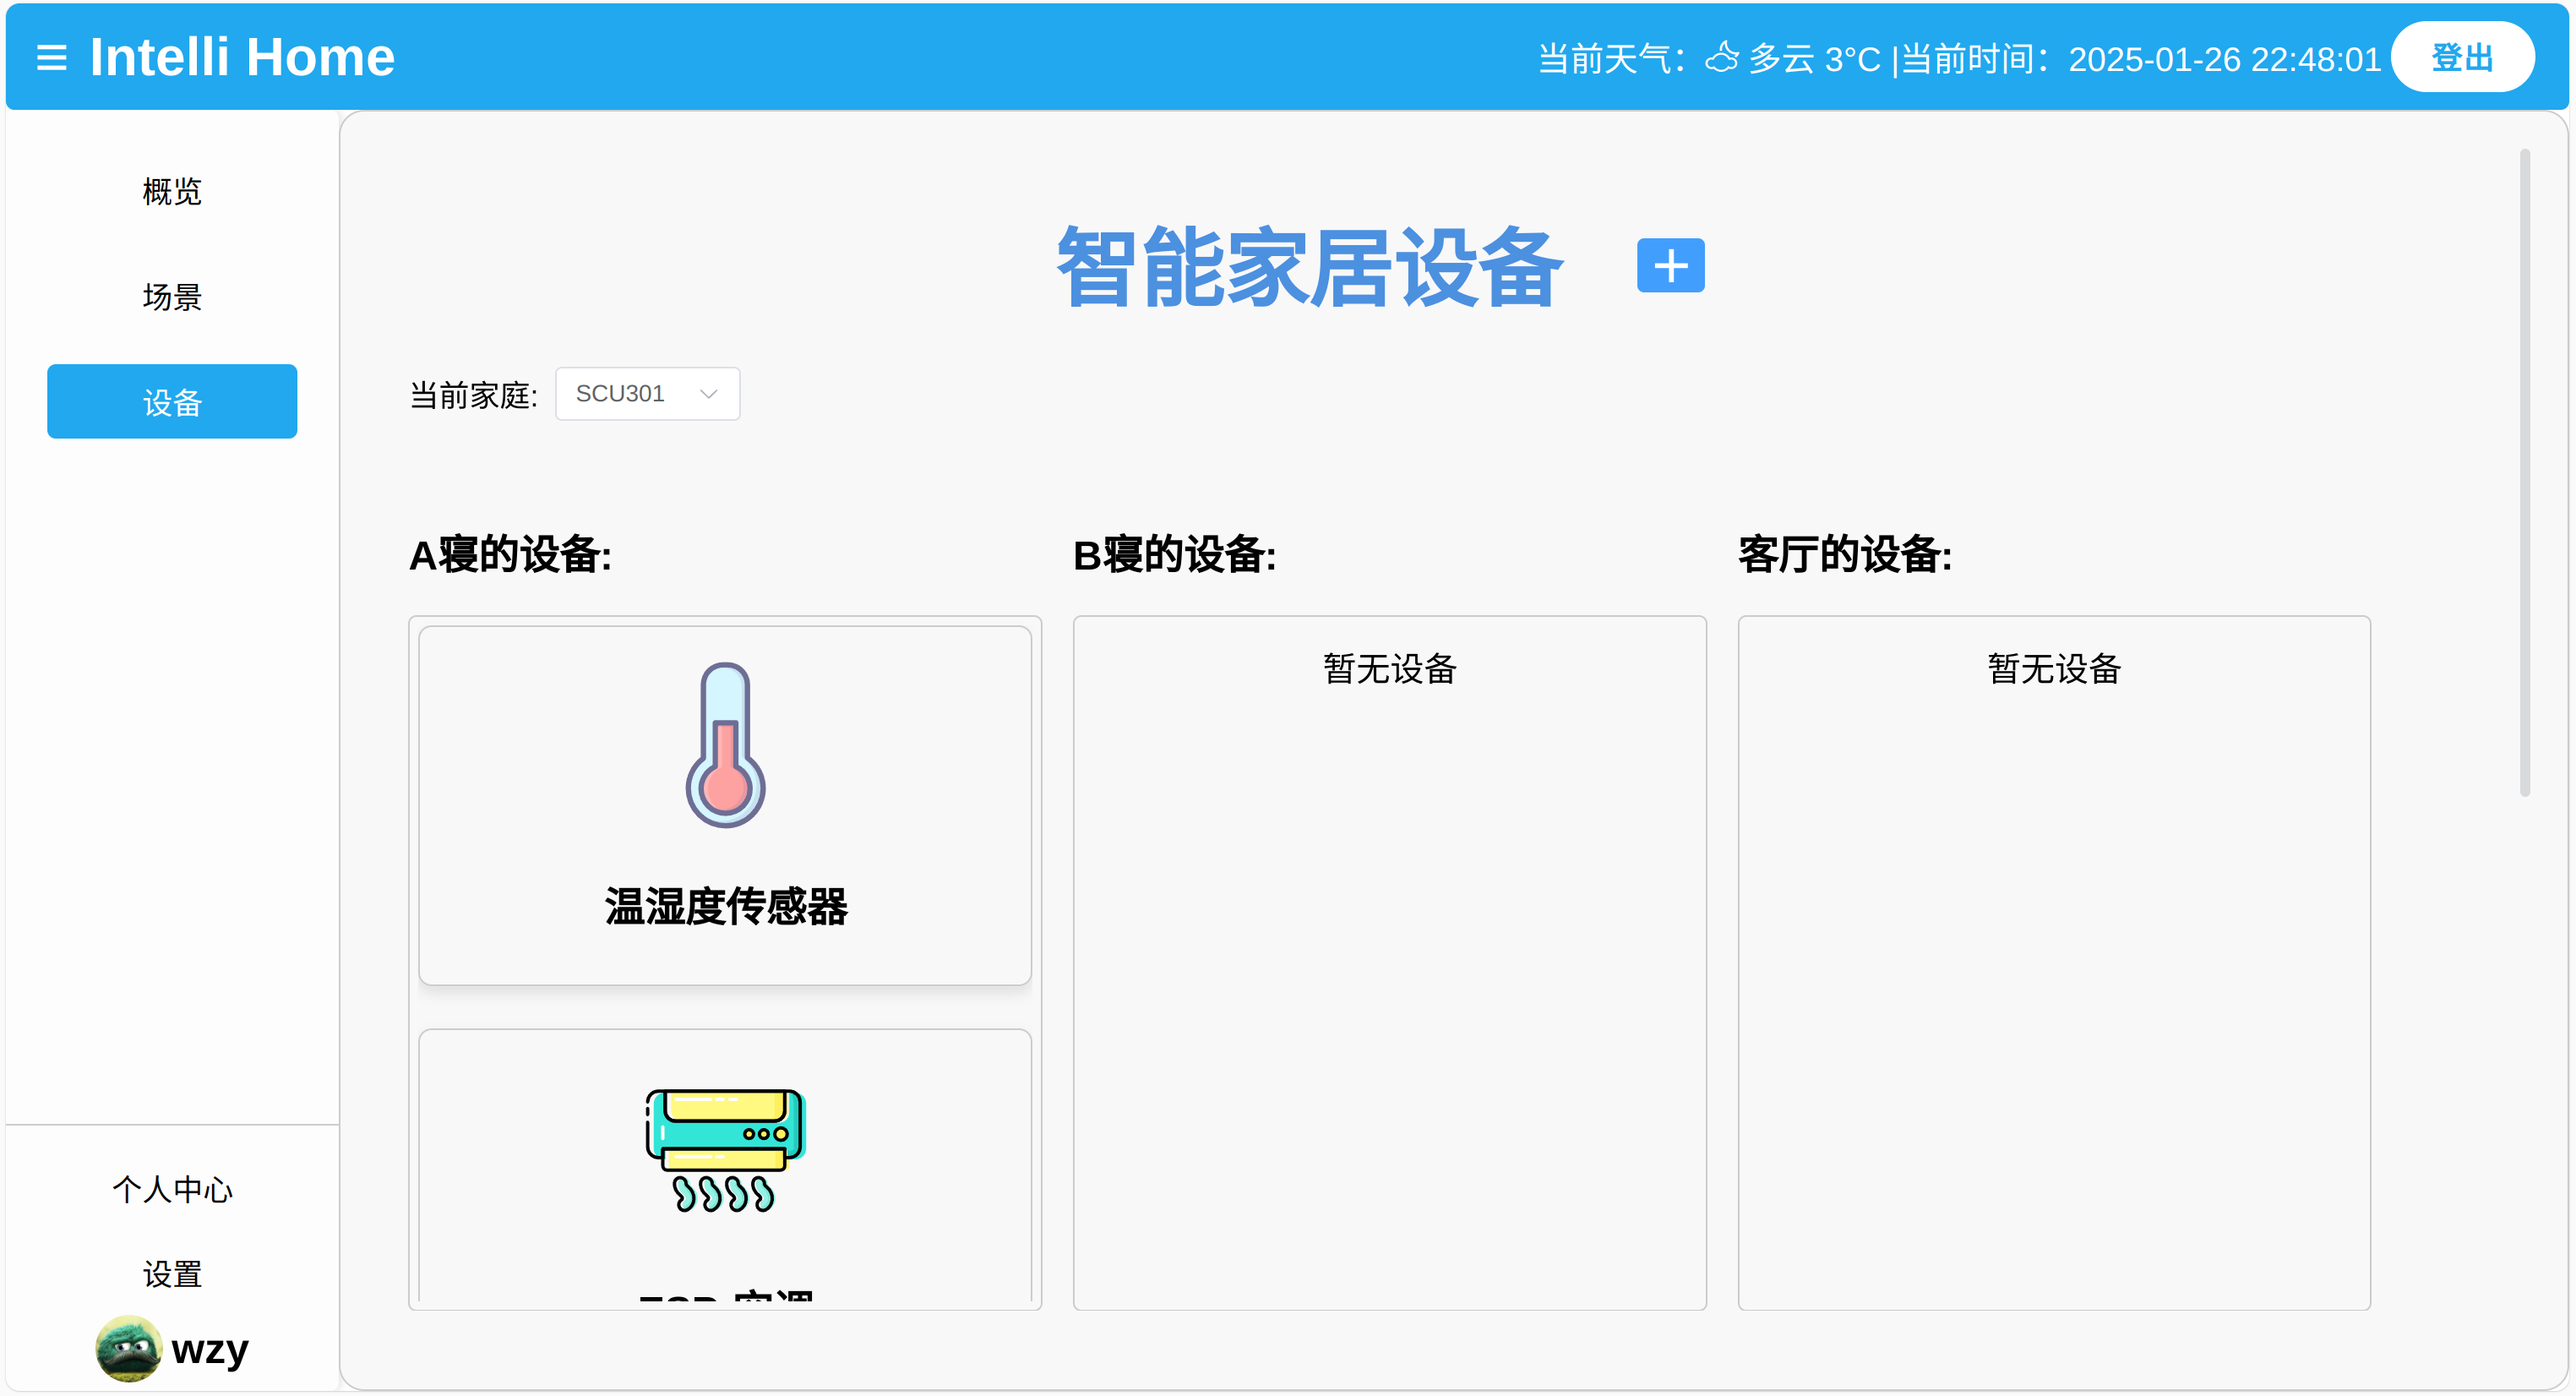 Intelli Home
当前天气： 多云 3°C |当前时间：2025-01-26 22:48:01
登出
概览
场景
设备
个人中心
设置
wzy
智能家居设备
当前家庭: SCU301
A寝的设备:
温湿度传感器
空调
B寝的设备:
暂无设备
客厅的设备:
暂无设备